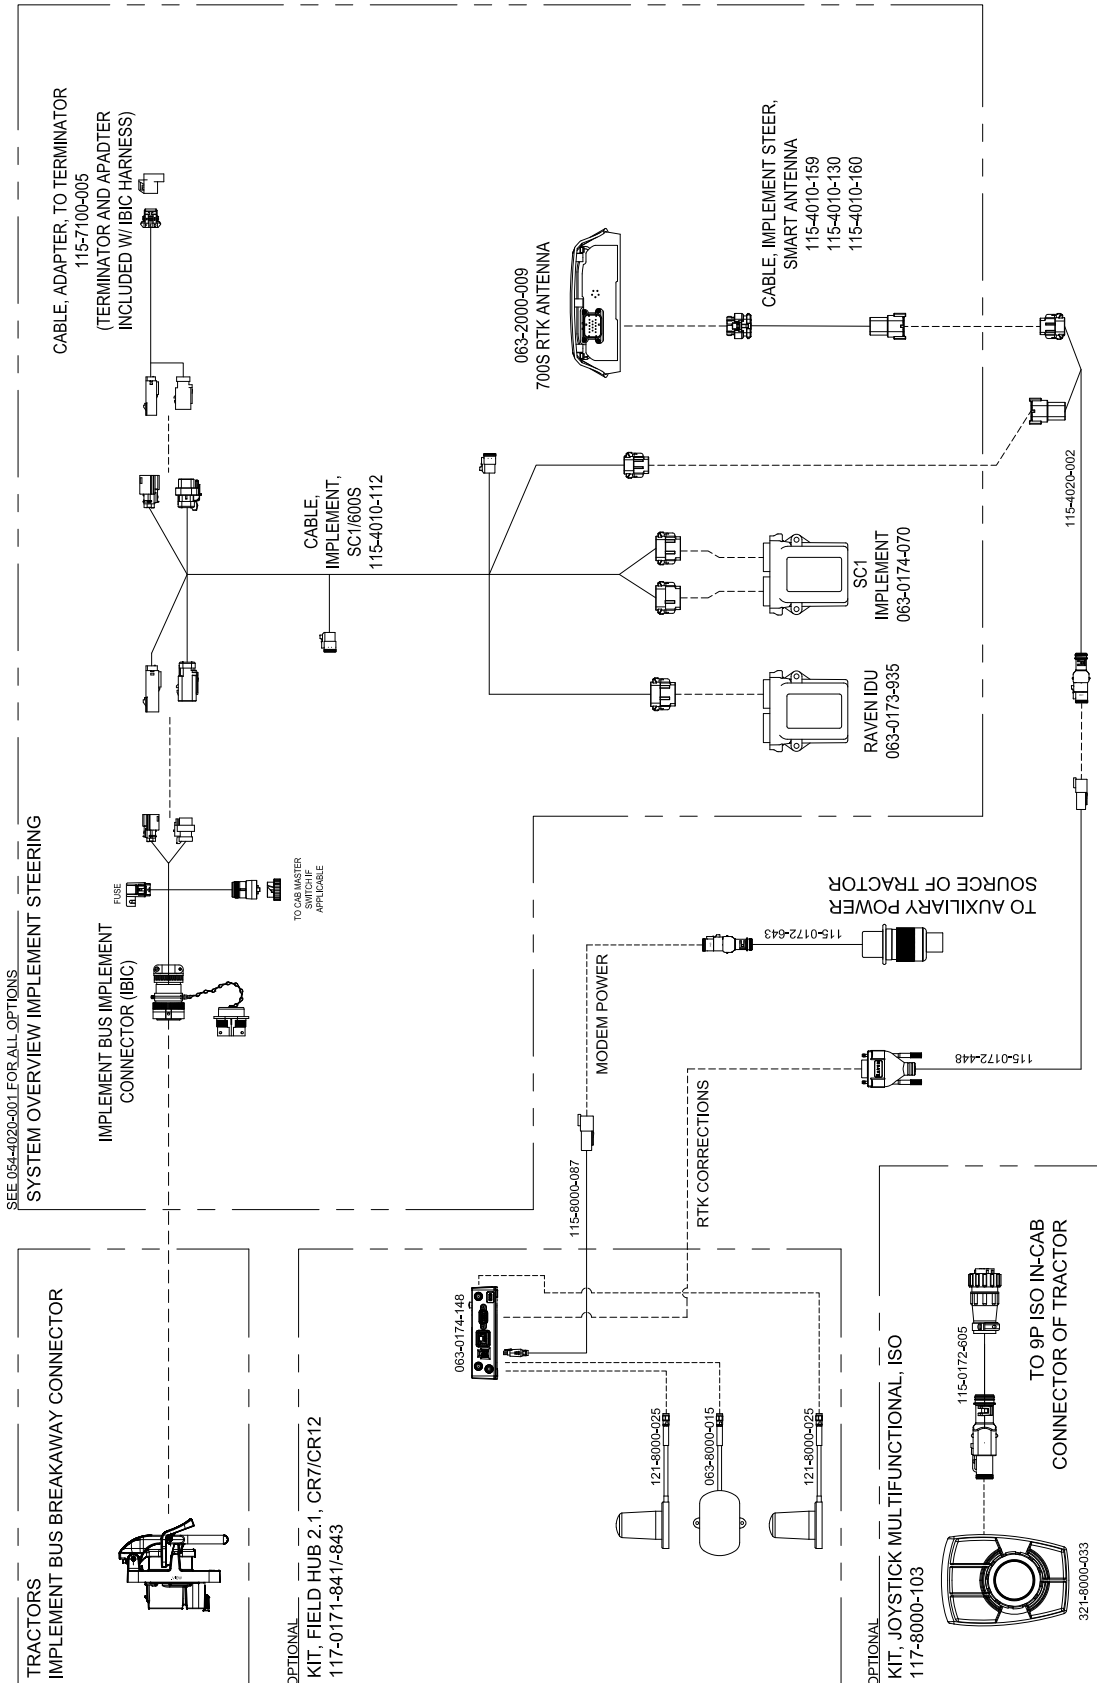 SEE 054-4020-001 FOR ALL OPTIONS
SYSTEM OVERVIEW IMPLEMENT STEERING
CABLE, ADAPTER, TO TERMINATOR
115-7100-005
(TERMINATOR AND APADTER
INCLUDED W/ IBIC HARNESS)
FUSE
TO CAB MASTER
SWITCH IF
APPLICABLE
IMPLEMENT BUS IMPLEMENT
CONNECTOR (IBIC)
CABLE,
IMPLEMENT,
SC1/600S
115-4010-112
063-2000-009
700S RTK ANTENNA
CABLE, IMPLEMENT STEER,
SMART ANTENNA
115-4010-159
115-4010-130
115-4010-160
RAVEN IDU
063-0173-935
SC1
IMPLEMENT
063-0174-070
115-4020-002
TO AUXILIARY POWER
SOURCE OF TRACTOR
115-0172-643
MODEM POWER
115-8000-087
RTK CORRECTIONS
115-0172-448
TRACTORS
IMPLEMENT BUS BREAKAWAY CONNECTOR
OPTIONAL
KIT, FIELD HUB 2.1, CR7/CR12
117-0171-841/-843
063-0174-148
121-8000-025
063-8000-015
121-8000-025
OPTIONAL
KIT, JOYSTICK MULTIFUNCTIONAL, ISO
117-8000-103
115-0172-605
TO 9P ISO IN-CAB
CONNECTOR OF TRACTOR
321-8000-033